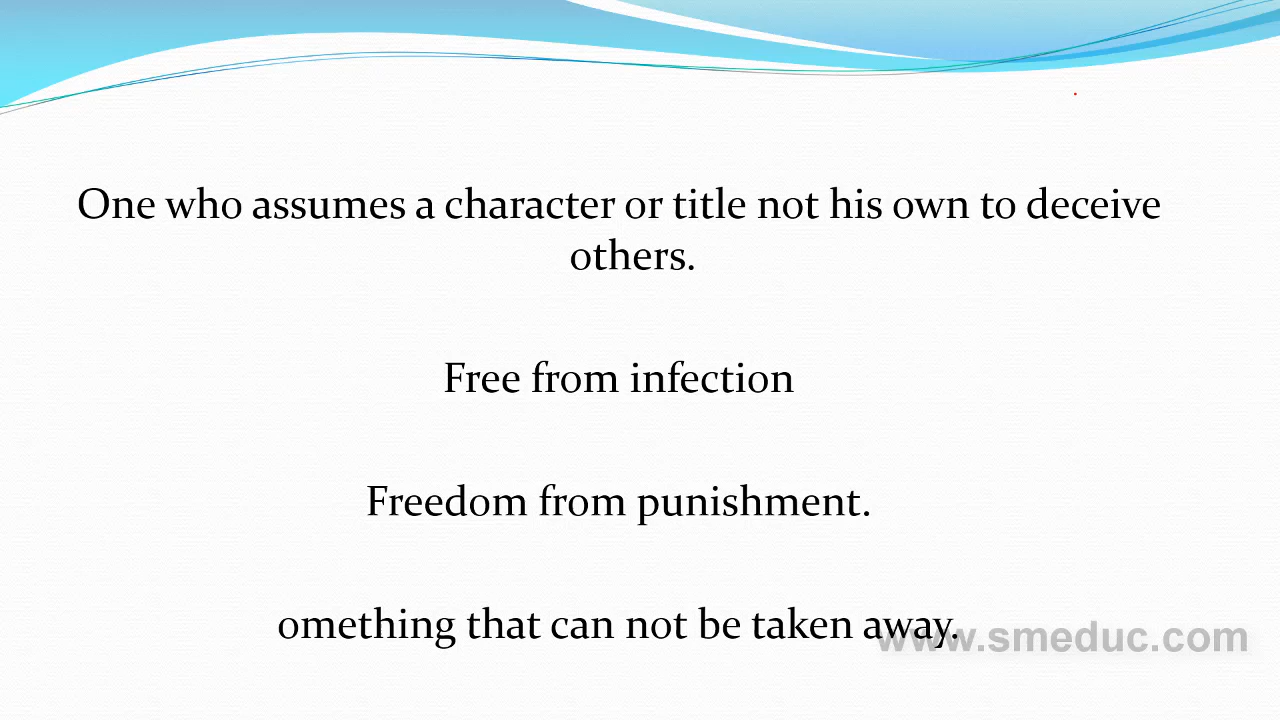 One who assumes a character or title not his own to deceive
others.
Free from infection
Freedom from punishment.
omething that can not be taken away.
www.smeduc.com